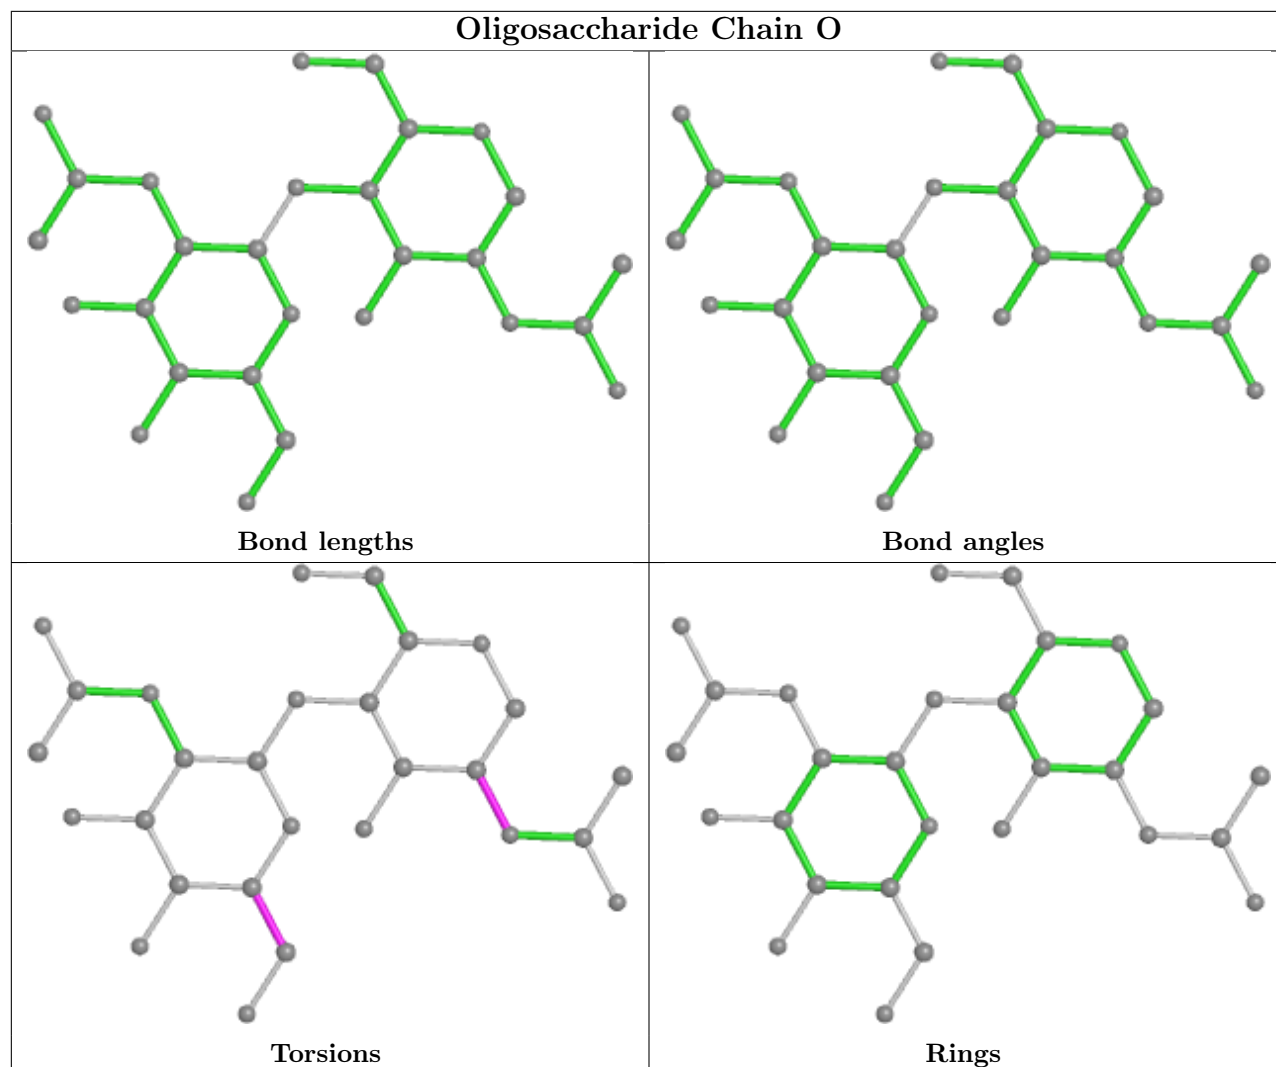 Oligosaccharide Chain O
Bond lengths
Bond angles
Torsions
Rings